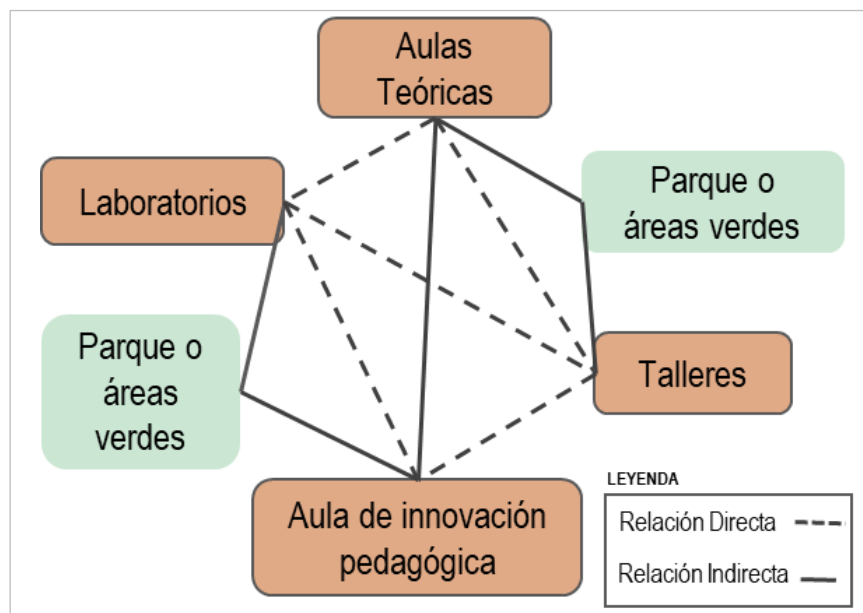 Aulas
Teóricas
Laboratorios
Parque o
áreas verdes
Parque o
áreas
verdes
Talleres
Aula de innovación
pedagógica
LEYENDA
Relación Directa
Relación Indirecta